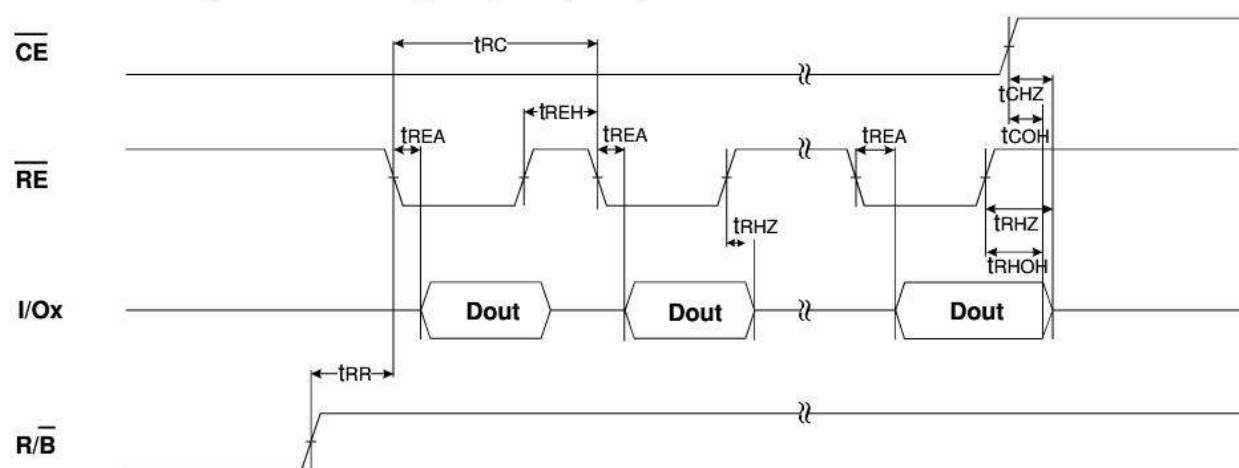 CE
tRC
tCHZ
tREH
tREA
tREA
tREA
tCOH
RE
tRHZ
tRHZ
tRHOH
I/Ox
Dout
Dout
Dout
tRR
R/B